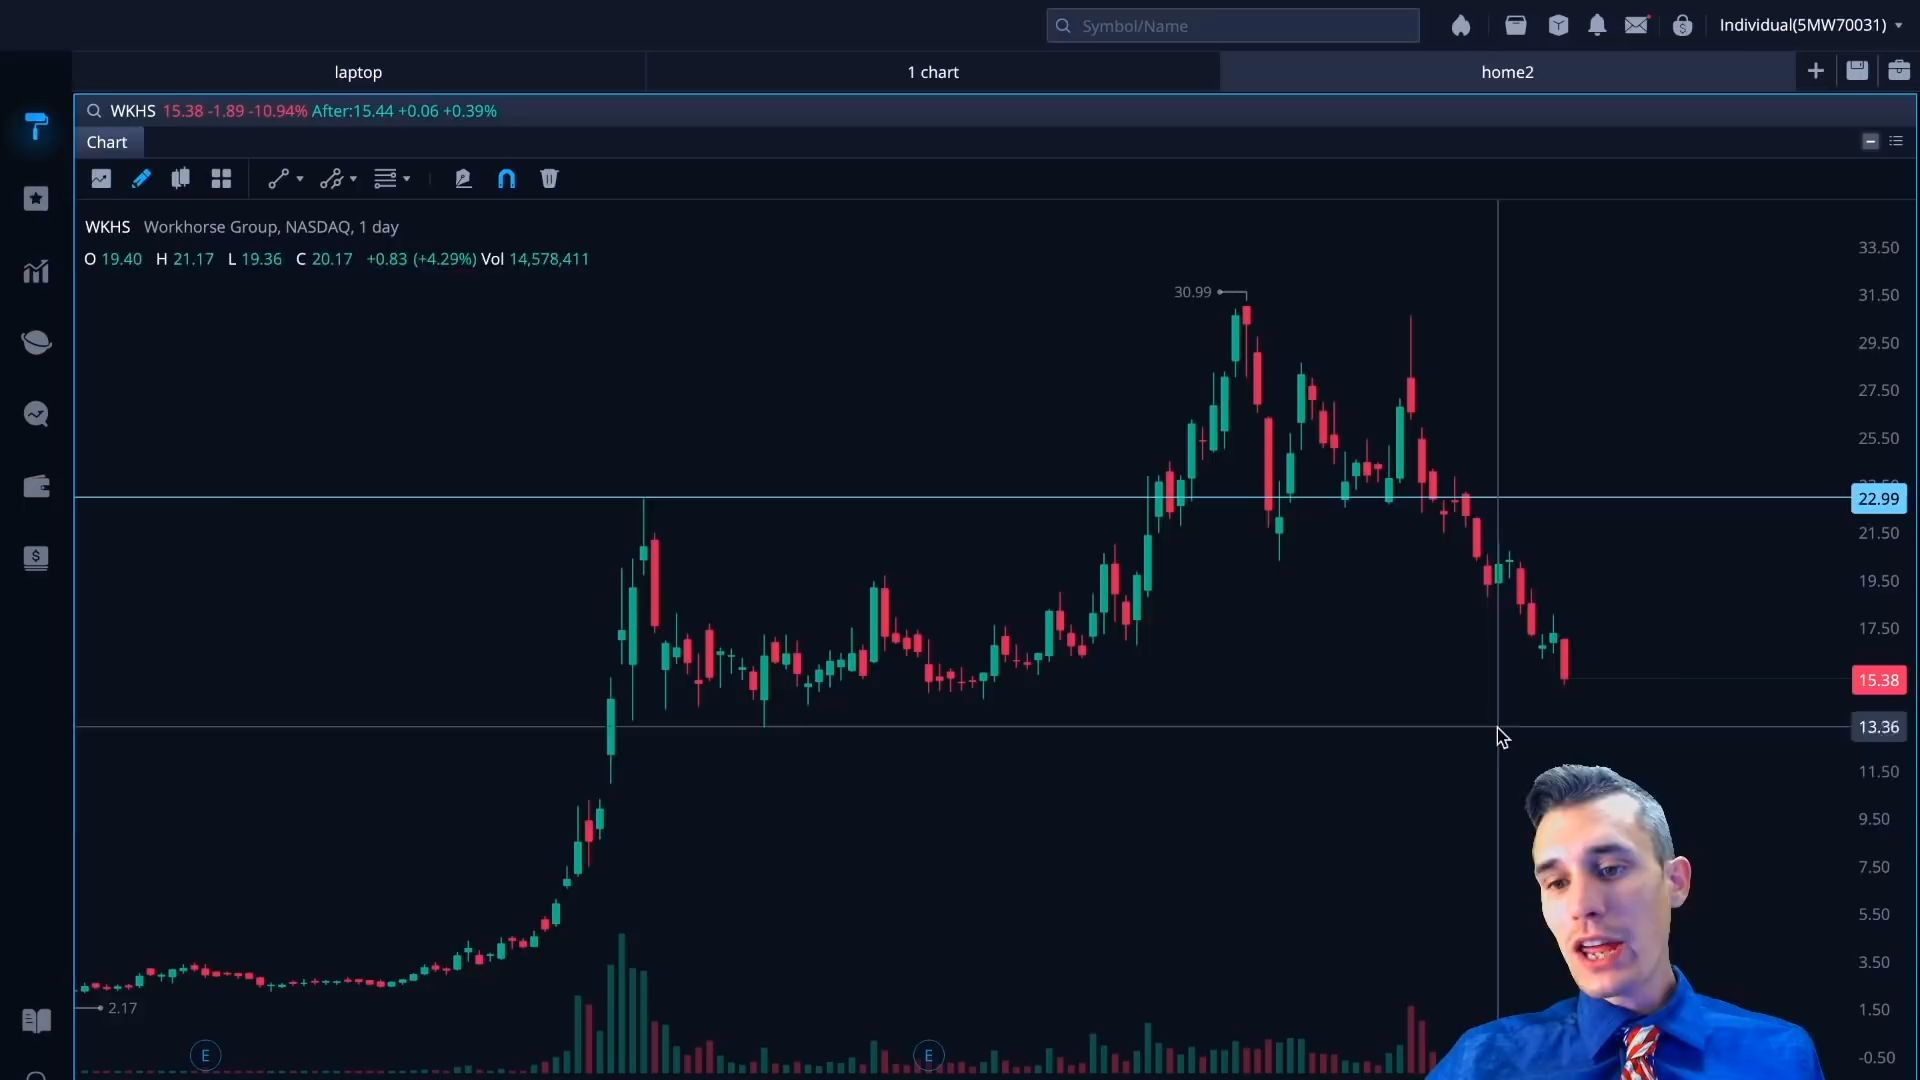 Symbol/Name
Individual(5MW70031)
laptop
1 chart
home2
WKHS 15.38 -1.89 -10.94% After:15.44 +0.06 +0.39%
Chart
WKHS Workhorse Group, NASDAQ, 1 day
O 19.40 H 21.17 L 19.36 C 20.17 +0.83 (+4.29%) Vol 14,578,411
33.50
30.99
31.50
29.50
27.50
25.50
22.99
21.50
19.50
17.50
15.38
13.36
11.50
9.50
7.50
5.50
3.50
2.17
1.50
E
E
-0.50